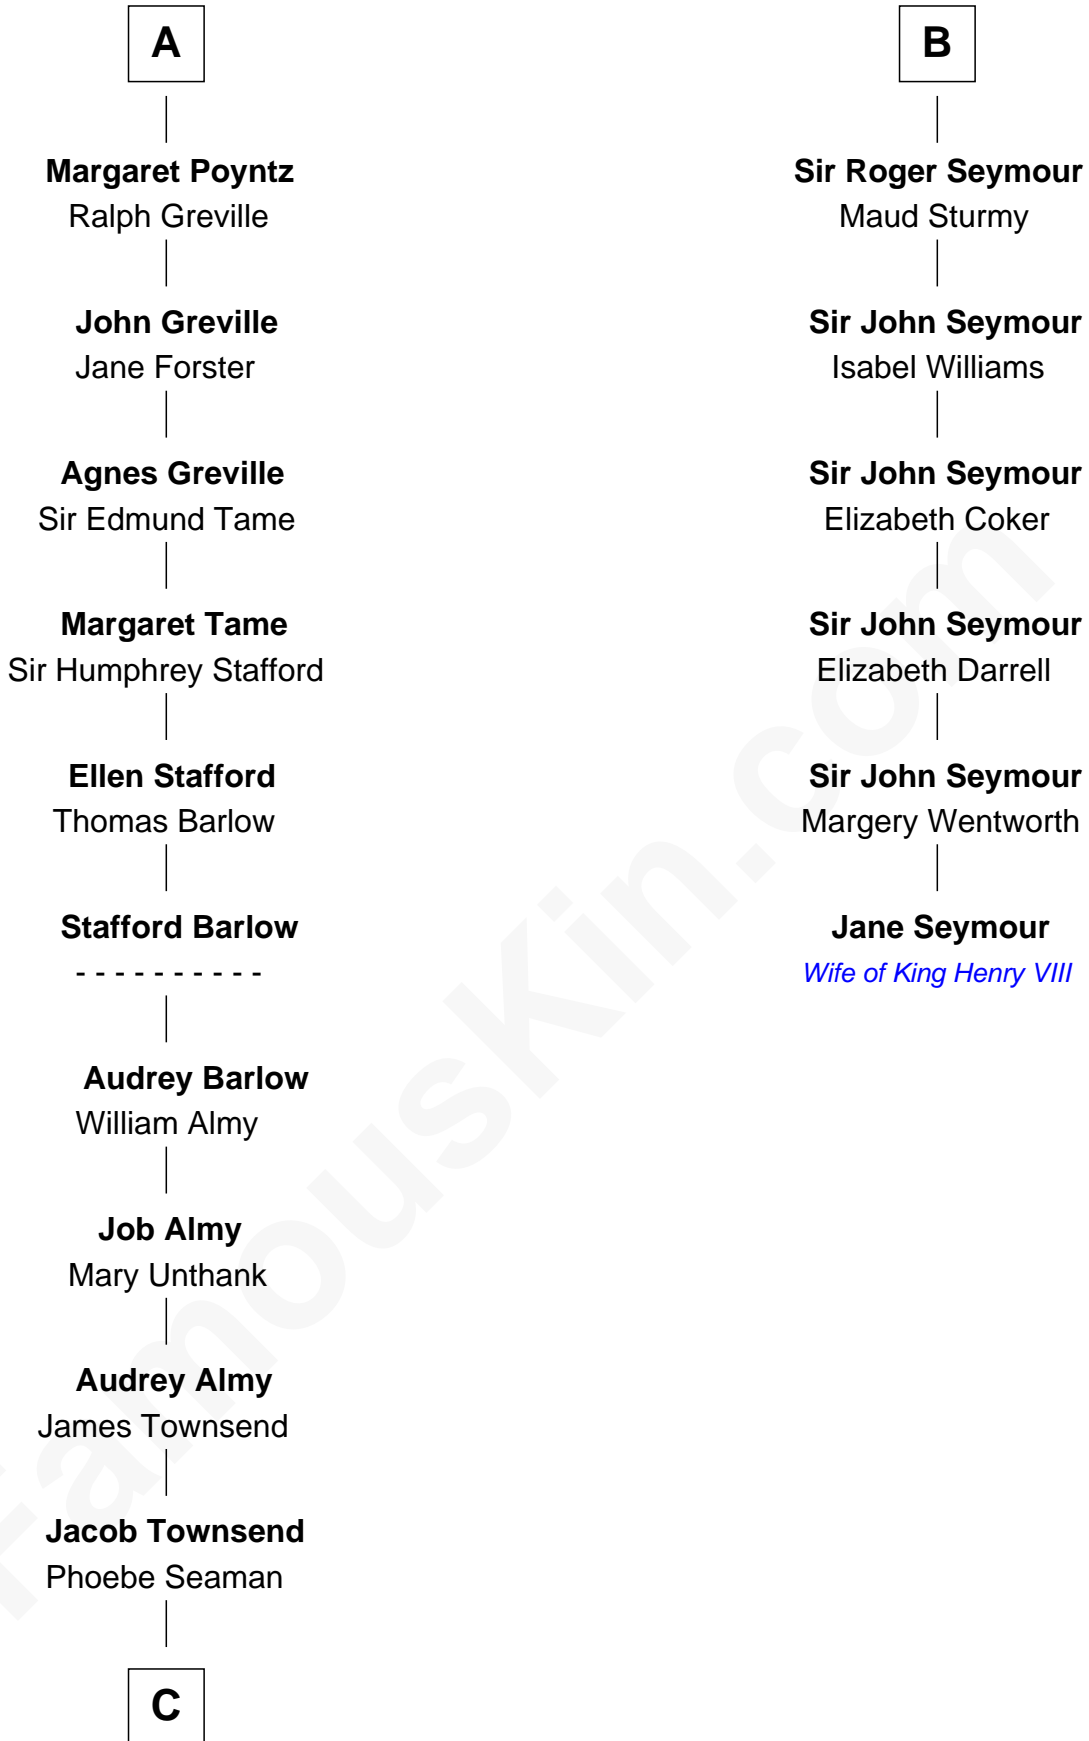 A
Margaret Poyntz
Ralph Greville
John Greville
Jane Forster
Agnes Greville
Sir Edmund Tame
Margaret Tame
Sir Humphrey Stafford
Ellen Stafford
Thomas Barlow
Stafford Barlow
- - - - - - - - - -
Audrey Barlow
William Almy
Job Almy
Mary Unthank
Audrey Almy
James Townsend
Jacob Townsend
Phoebe Seaman
C
B
Sir Roger Seymour
Maud Sturmy
Sir John Seymour
Isabel Williams
Sir John Seymour
Elizabeth Coker
Sir John Seymour
Elizabeth Darrell
Sir John Seymour
Margery Wentworth
Jane Seymour
Wife of King Henry VIII
FamousKin.com